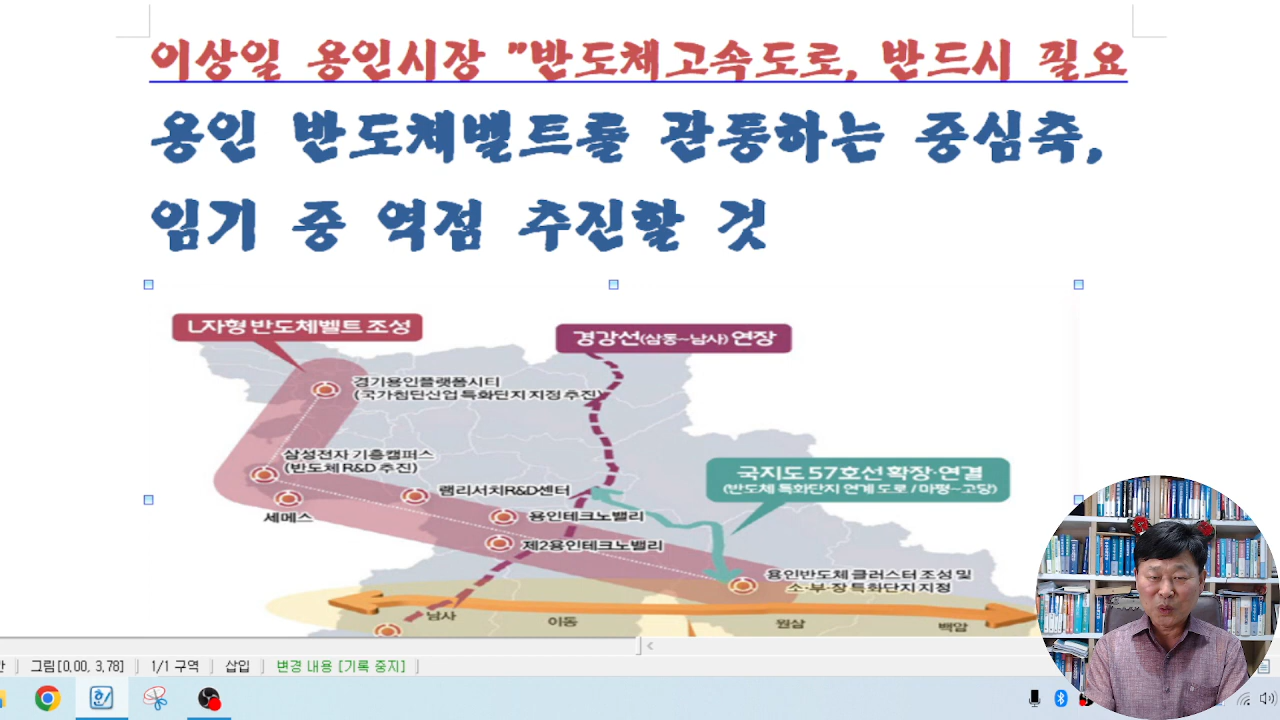 이상일 용인시장 "반도체고속도로, 반드시 필요
용인 반도체벨트를 관통하는 중심축,
임기 중 역점 추진할 것
L자형 반도체벨트 조성
경강선(삼동~남사) 연장
경기용인플랫폼시티
(국가첨단산업 특화단지 지정 추진)
국지도 57호선 확장·연결
(반도체 특화단지 연계 도로 / 마평~고당)
삼성전자 기흥캠퍼스
(반도체 R&D 추진)
램리서치R&D센터
세메스
용인테크노밸리
제2용인테크노밸리
용인반도체 클러스터 조성 및
소·부·장 특화단지 지정
남사
이동
원삼
백암
그림[0,00, 3,78]
1/1 구역
삽입
변경 내용 [기록 중지]